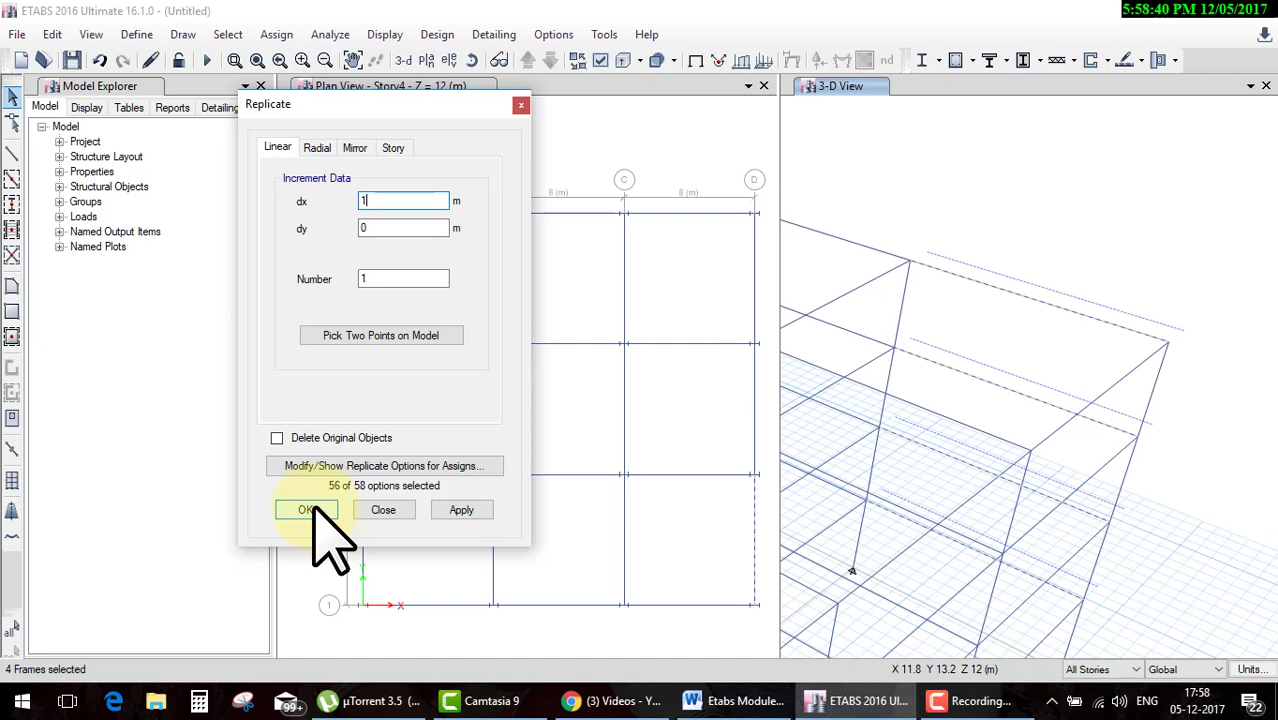 ETABS 2016 Ultimate 16.1.0 - (Untitled)
5:58:40 PM 12/05/2017
File Edit View Define Draw Select Assign Analyze Display Design Detailing Options Tools Help
Model Explorer
Plan View - Story4 - Z = 12 (m)
3-D View
Model Display Tables Reports Detailing
Model
Project
Structure Layout
Properties
Structural Objects
Groups
Loads
Named Output Items
Named Plots
Replicate
Linear Radial Mirror Story
Increment Data
dx 1 m
dy 0 m
Number 1
Pick Two Points on Model
Delete Original Objects
Modify/Show Replicate Options for Assigns...
56 of 58 options selected
OK Close Apply
C D
8 (m) 8 (m)
1
Y
X
4 Frames selected
X 11.8 Y 13.2 Z 12 (m)
All Stories
Global
Units...
99+
µTorrent 3.5 (...
Camtasia 9
(3) Videos - Y...
Etabs Module...
ETABS 2016 Ul...
Recording...
ENG
17:58
05-12-2017
22